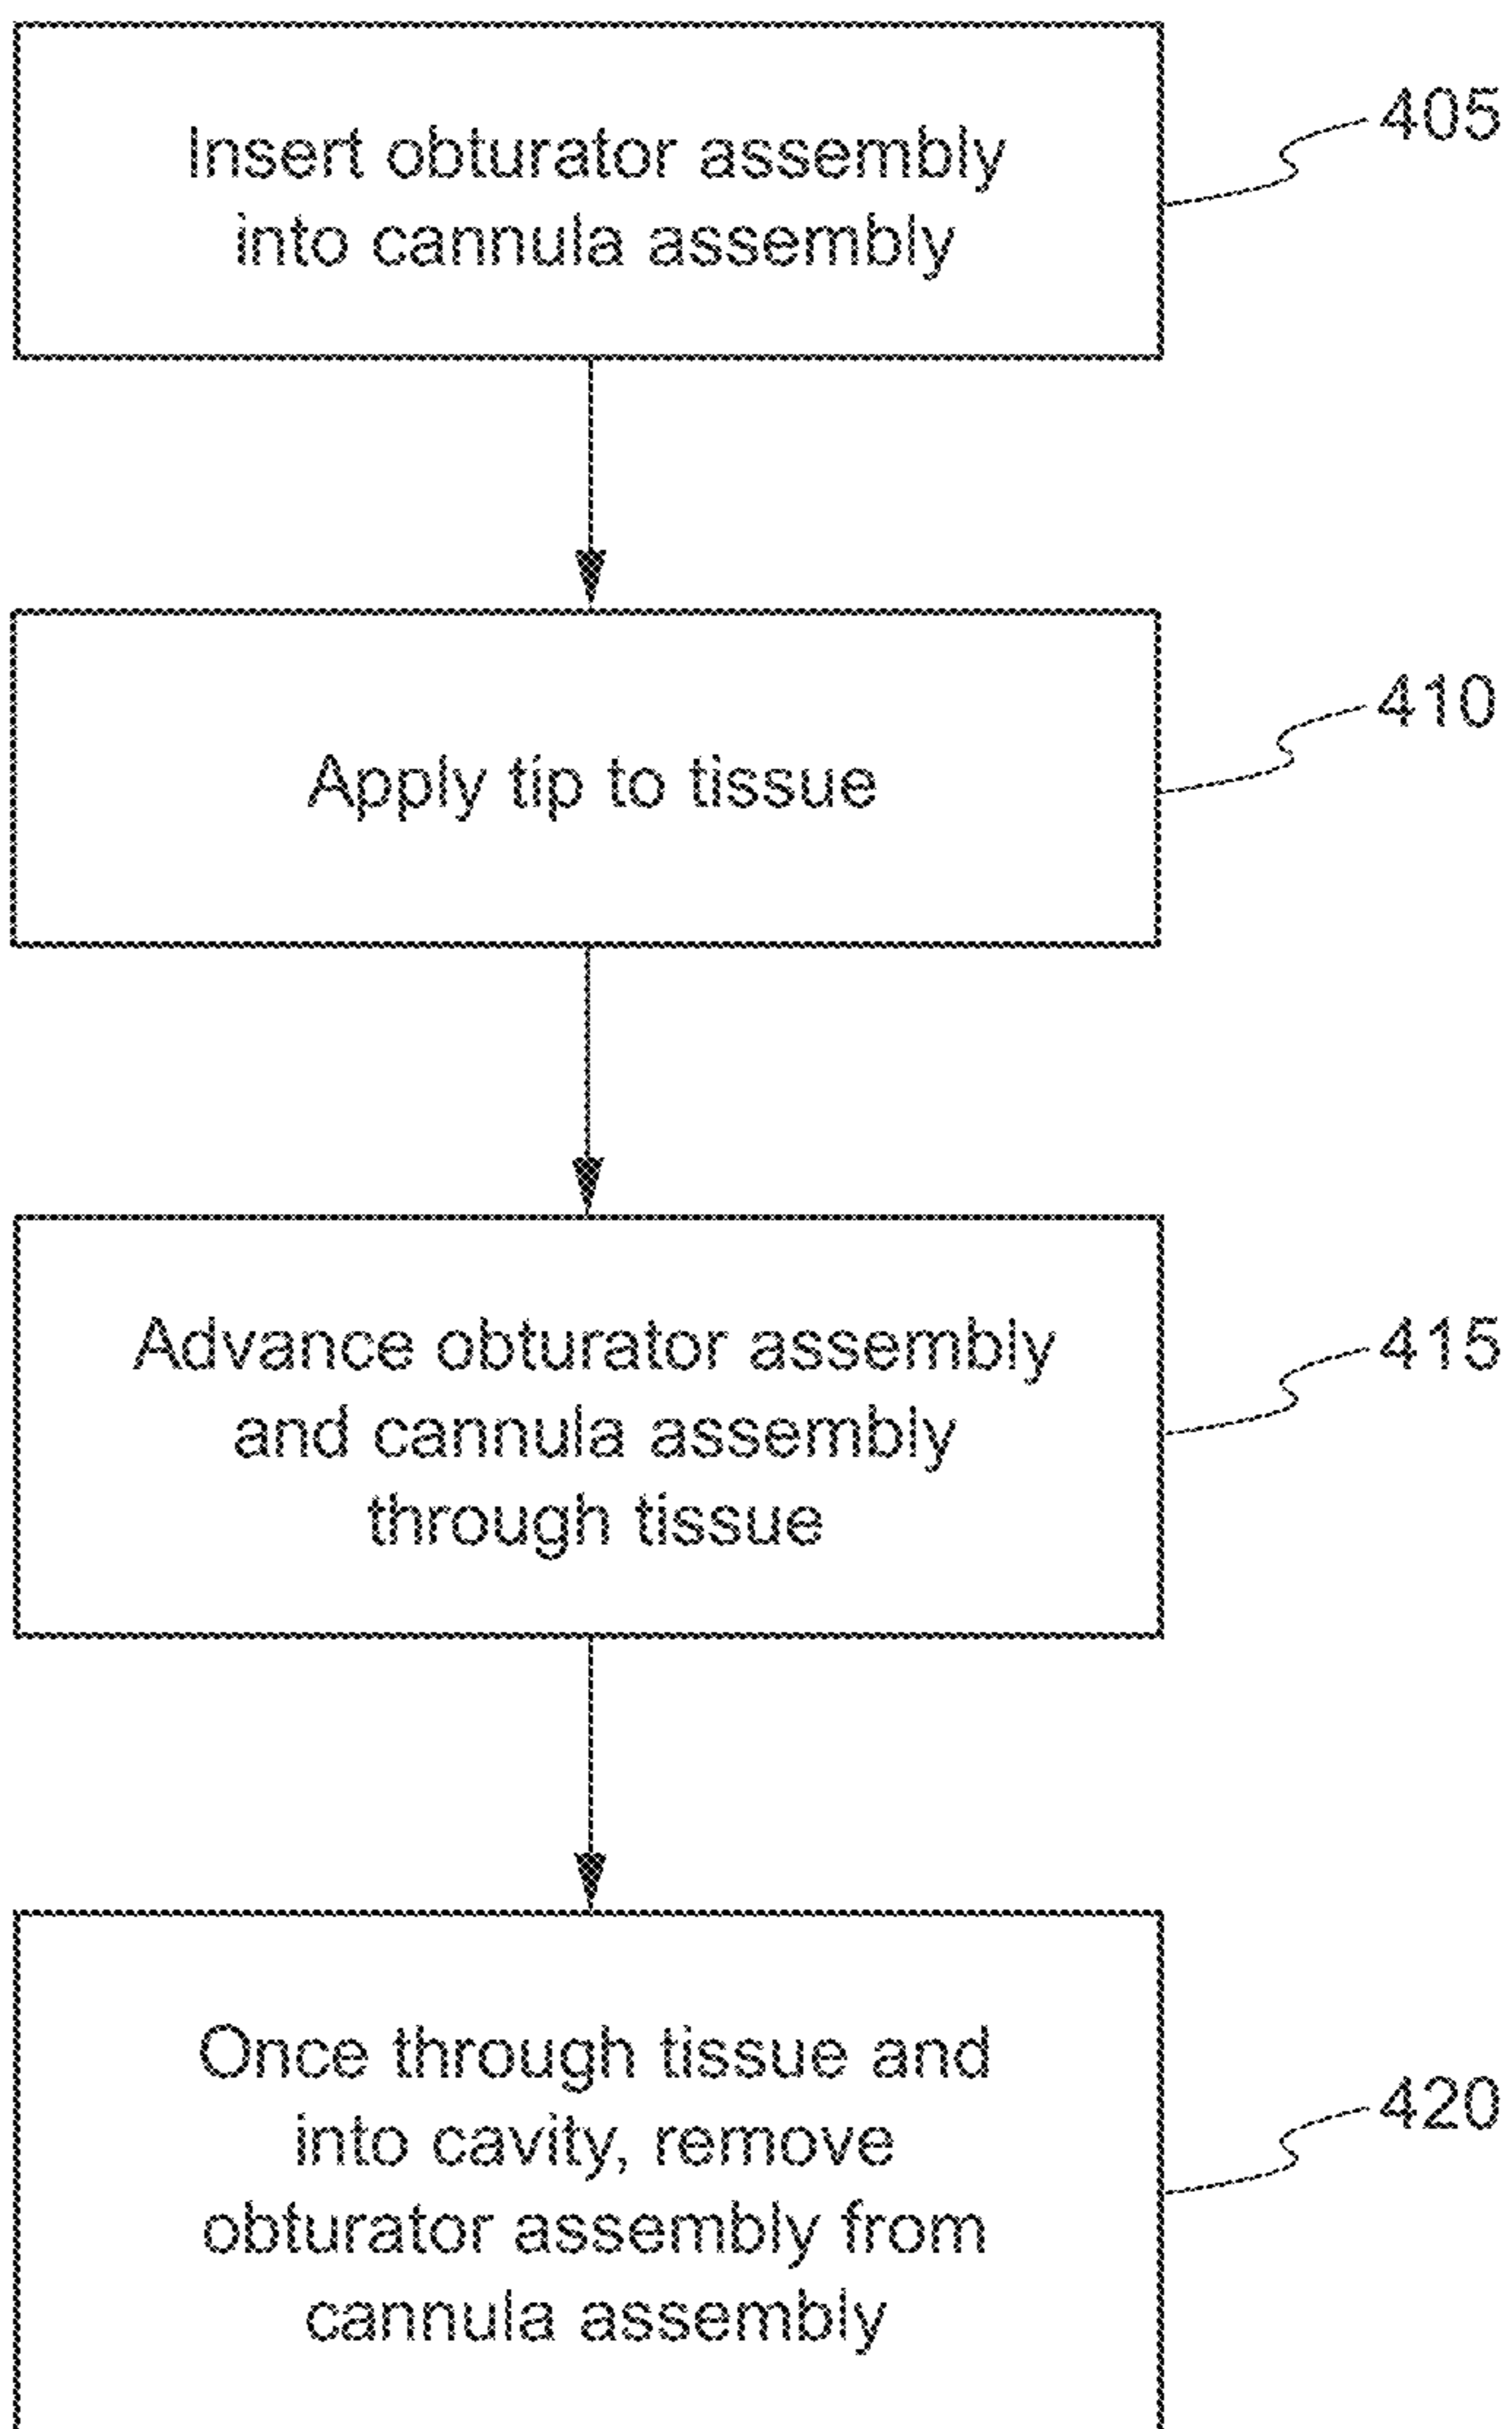 Insert obturator assembly
into cannula assembly
405
Apply tip to tissue
410
Advance obturator assembly
and cannula assembly
through tissue
415
Once through tissue and
into cavity, remove
obturator assembly from
cannula assembly
420